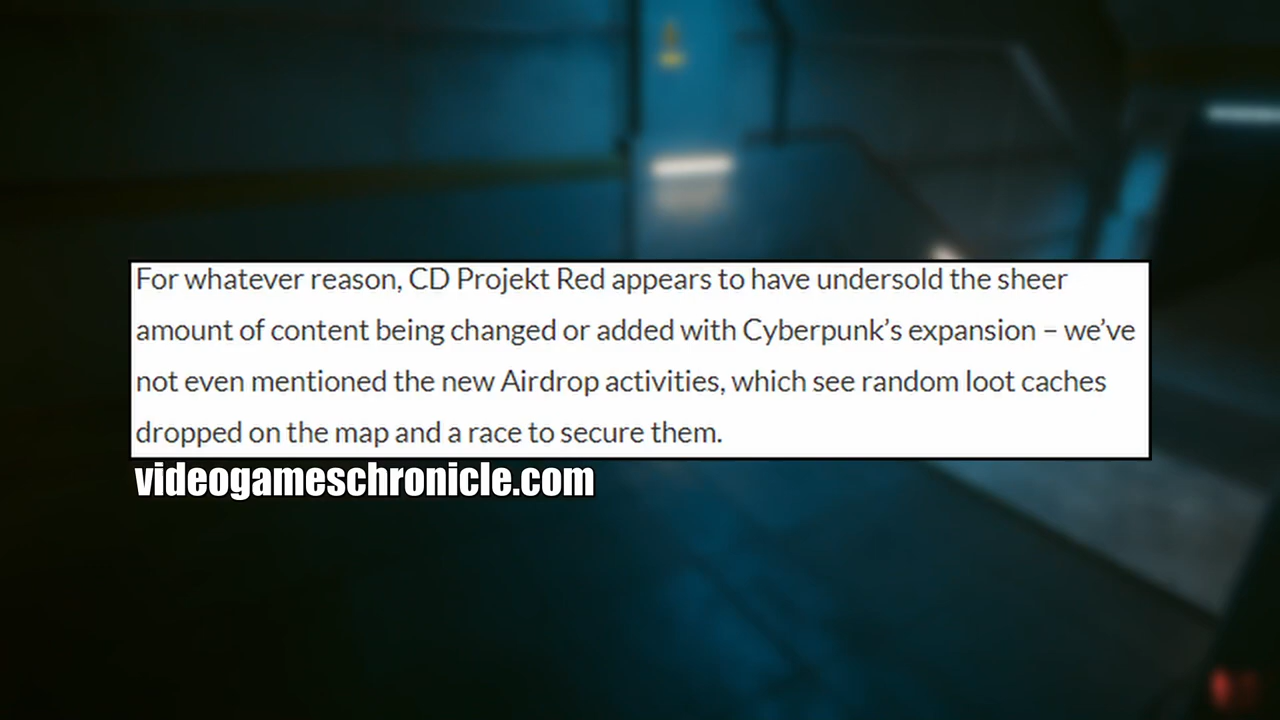 For whatever reason, CD Projekt Red appears to have undersold the sheer
amount of content being changed or added with Cyberpunk’s expansion – we’ve
not even mentioned the new Airdrop activities, which see random loot caches
dropped on the map and a race to secure them.
videogameschronicle.com